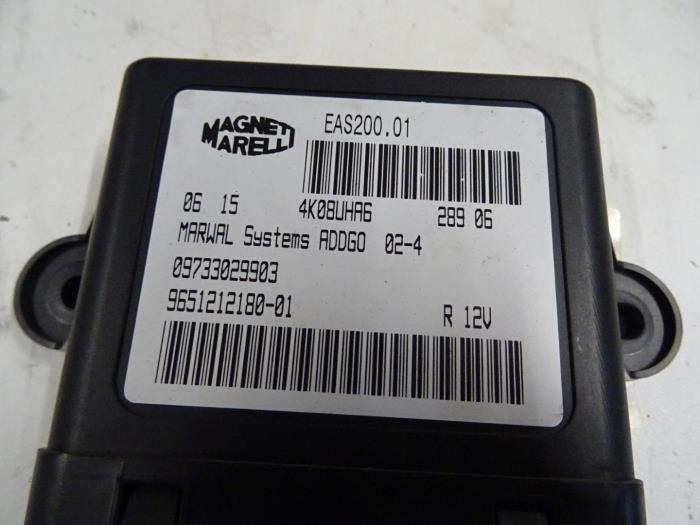 MAGNETI MARELLI
EAS200.01
06 15 4K08UHA6 289 06
MARWAL Systems ADDGO 02-4
09733029903
9651212180-01 R 12V